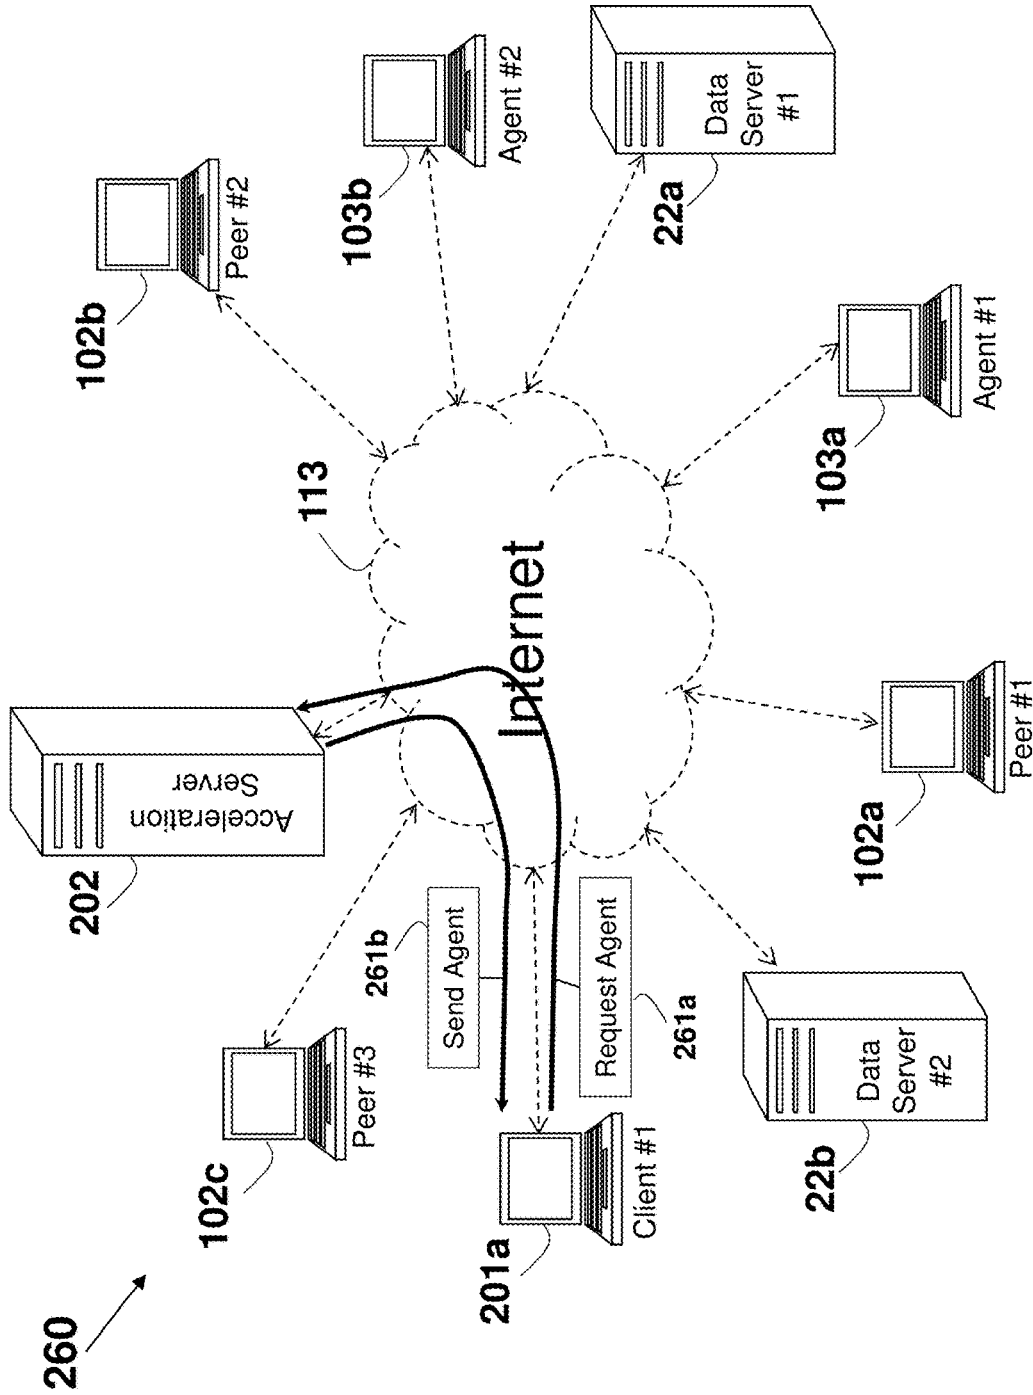 260
102c
Peer #3
202
Acceleration
Server
113
102b
Peer #2
103b
Agent #2
22a
Data
Server
#1
103a
Agent #1
Internet
102a
Peer #1
22b
Data
Server
#2
201a
Client #1
261b
Send Agent
Request Agent
261a